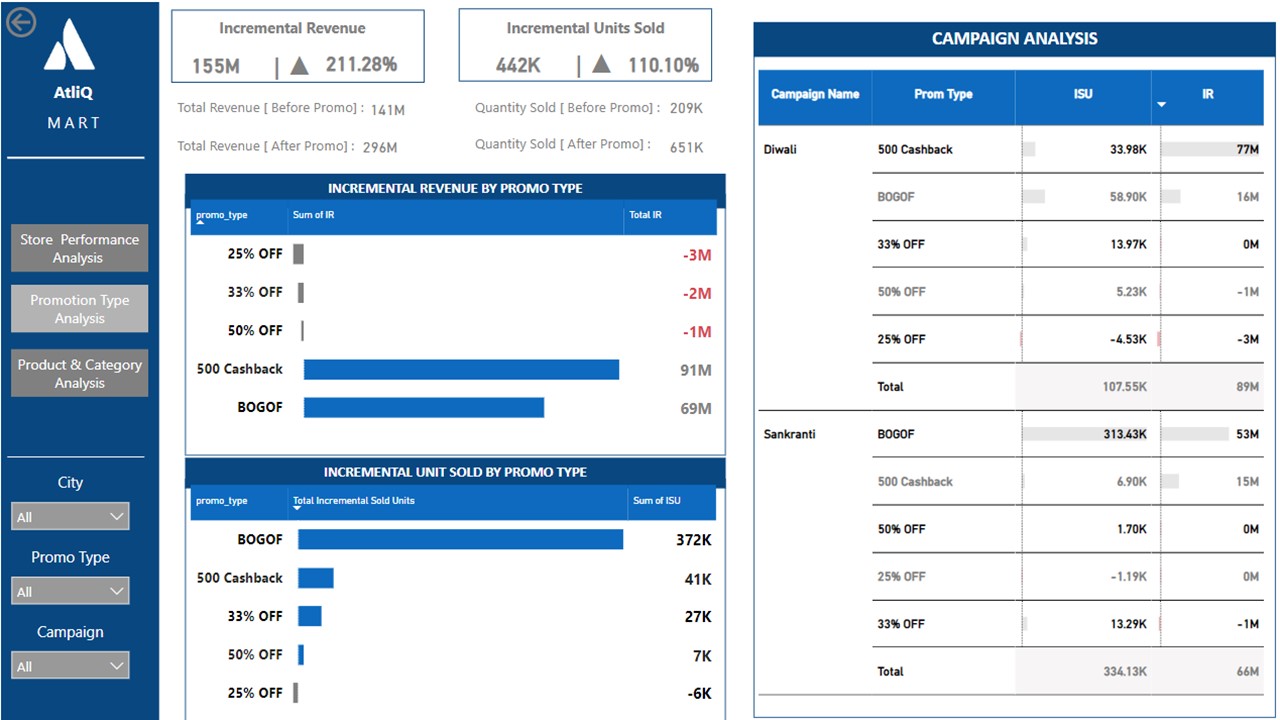 AtliQ
MART
Store Performance
Analysis
Promotion Type
Analysis
Product & Category
Analysis
City
All
Promo Type
All
Campaign
All
Incremental Revenue
155M | ▲ 211.28%
Incremental Units Sold
442K | ▲ 110.10%
Total Revenue [ Before Promo] : 141M
Quantity Sold [ Before Promo] : 209K
Total Revenue [ After Promo] : 296M
Quantity Sold [ After Promo] : 651K
INCREMENTAL REVENUE BY PROMO TYPE
promo_type Sum of IR Total IR
25% OFF -3M
33% OFF -2M
50% OFF -1M
500 Cashback 91M
BOGOF 69M
INCREMENTAL UNIT SOLD BY PROMO TYPE
promo_type Total Incremental Sold Units Sum of ISU
BOGOF 372K
500 Cashback 41K
33% OFF 27K
50% OFF 7K
25% OFF -6K
CAMPAIGN ANALYSIS
Campaign Name Prom Type ISU IR
Diwali 500 Cashback 33.98K 77M
BOGOF 58.90K 16M
33% OFF 13.97K 0M
50% OFF 5.23K -1M
25% OFF -4.53K -3M
Total 107.55K 89M
Sankranti BOGOF 313.43K 53M
500 Cashback 6.90K 15M
50% OFF 1.70K 0M
25% OFF -1.19K 0M
33% OFF 13.29K -1M
Total 334.13K 66M